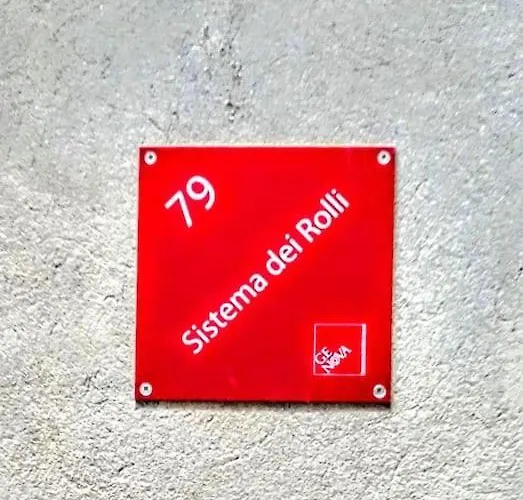 79
Sistema dei Rolli
GE
NOVA